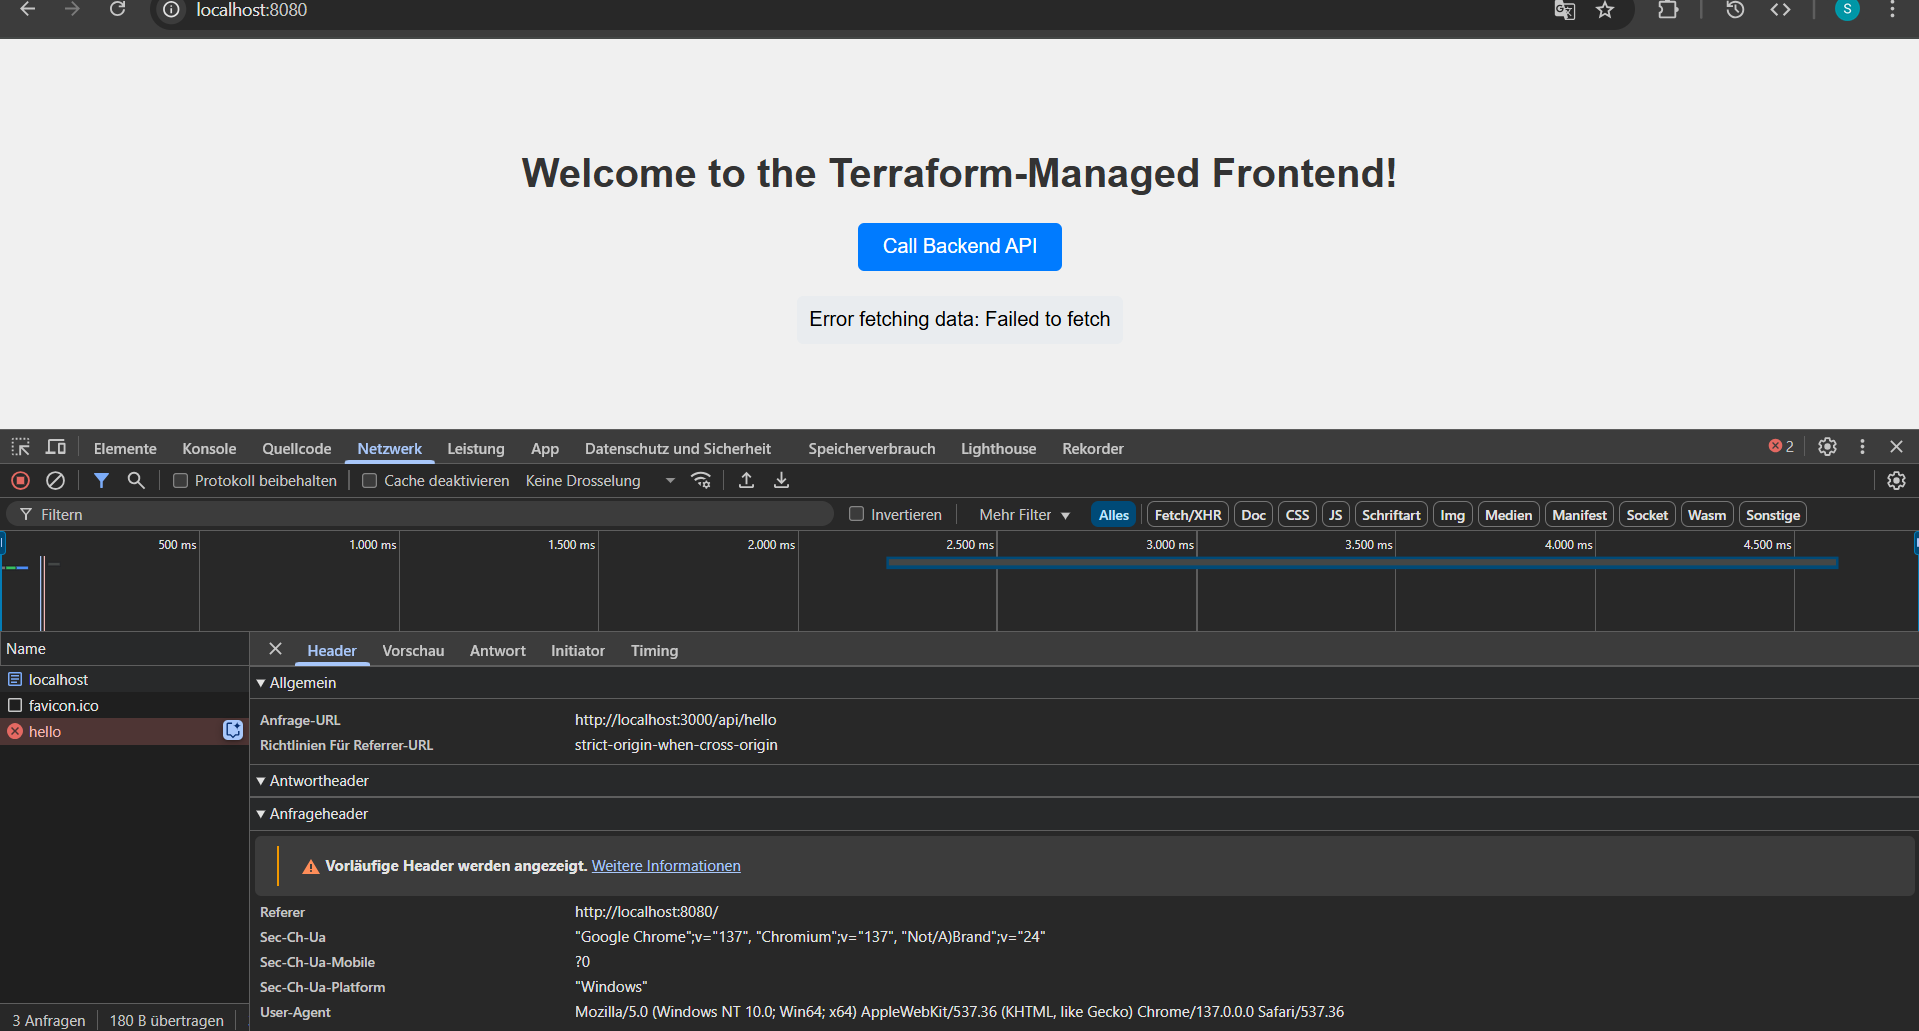 localhost:8080
S
Welcome to the Terraform-Managed Frontend!
Call Backend API
Error fetching data: Failed to fetch
Elemente Konsole Quellcode Netzwerk Leistung App Datenschutz und Sicherheit Speicherverbrauch Lighthouse Rekorder 2
Protokoll beibehalten Cache deaktivieren Keine Drosselung
Filtern Invertieren Mehr Filter Alles Fetch/XHR Doc CSS JS Schriftart Img Medien Manifest Socket Wasm Sonstige
500 ms 1.000 ms 1.500 ms 2.000 ms 2.500 ms 3.000 ms 3.500 ms 4.000 ms 4.500 ms
Name
localhost
favicon.ico
hello
3 Anfragen 180 B übertragen
Header Vorschau Antwort Initiator Timing
Allgemein
Anfrage-URL http://localhost:3000/api/hello
Richtlinien Für Referrer-URL strict-origin-when-cross-origin
Antwortheader
Anfrageheader
Vorläufige Header werden angezeigt. Weitere Informationen
Referer http://localhost:8080/
Sec-Ch-Ua "Google Chrome";v="137", "Chromium";v="137", "Not/A)Brand";v="24"
Sec-Ch-Ua-Mobile ?0
Sec-Ch-Ua-Platform "Windows"
User-Agent Mozilla/5.0 (Windows NT 10.0; Win64; x64) AppleWebKit/537.36 (KHTML, like Gecko) Chrome/137.0.0.0 Safari/537.36